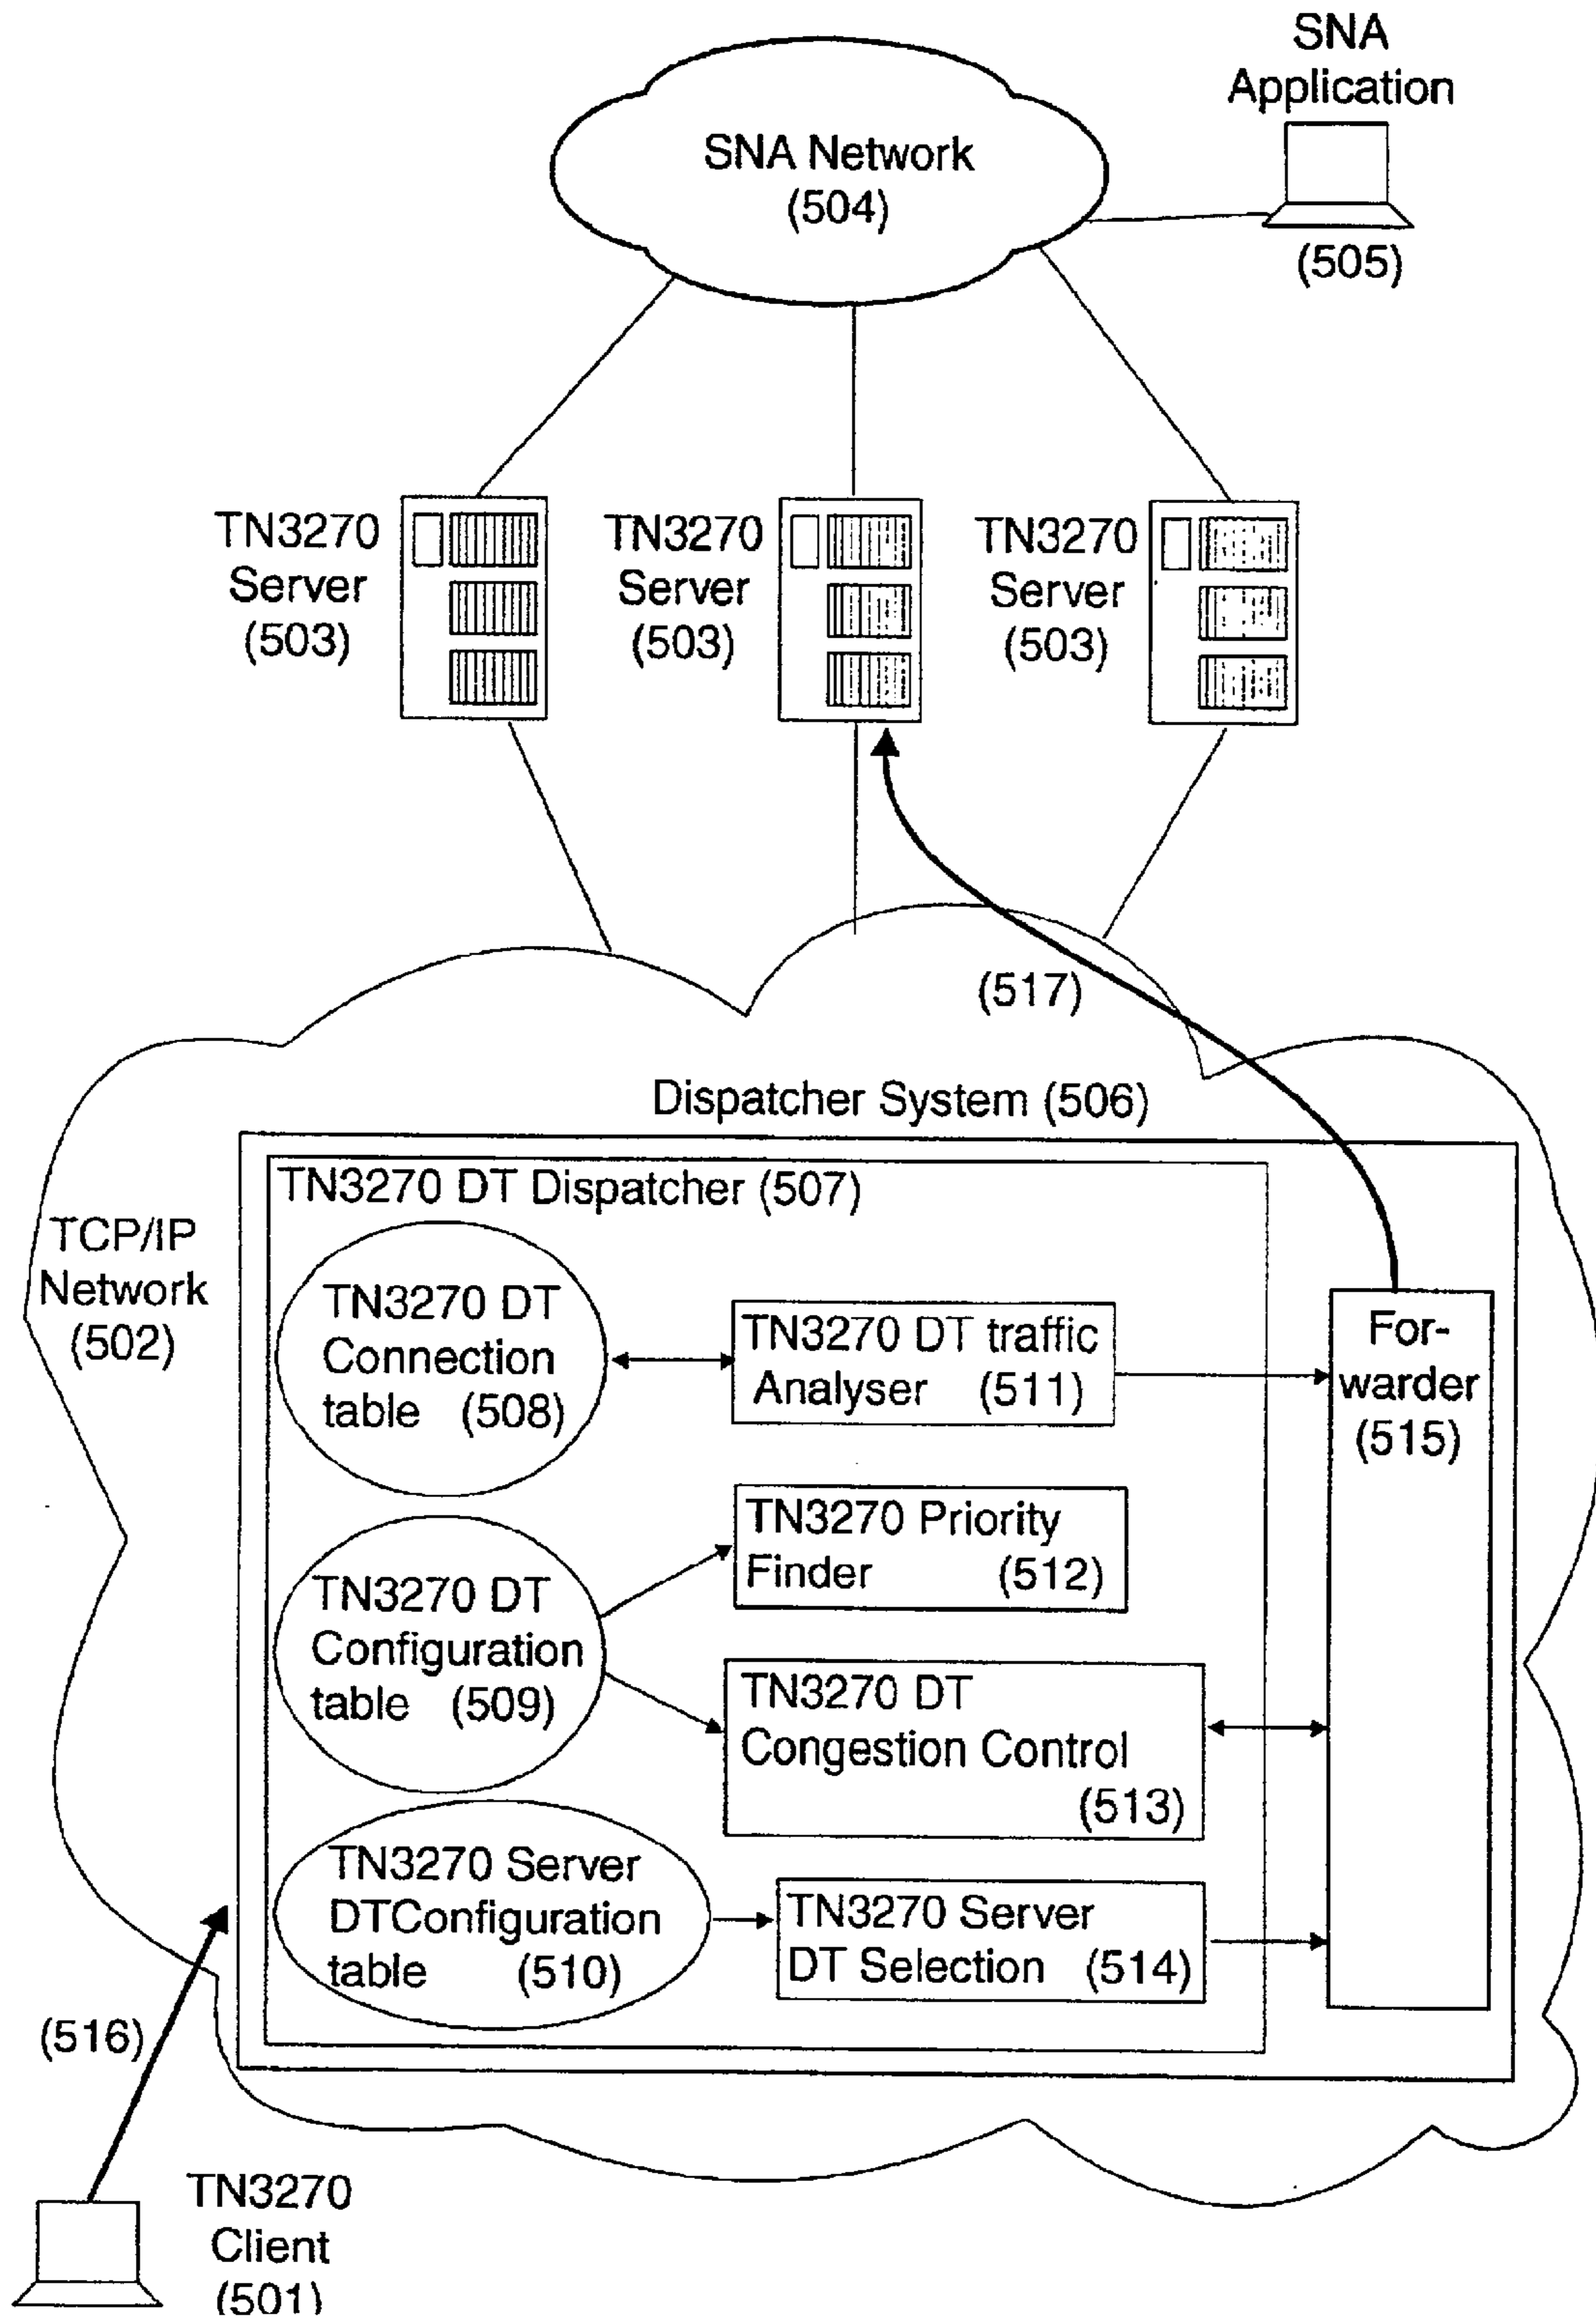 SNA
Application
(505)
SNA Network
(504)
TN3270
Server
(503)
TN3270
Server
(503)
TN3270
Server
(503)
(517)
Dispatcher System (506)
TN3270 DT Dispatcher (507)
TCP/IP
Network
(502)
TN3270 DT
Connection
table (508)
TN3270 DT traffic
Analyser (511)
For-
warder
(515)
TN3270 Priority
Finder (512)
TN3270 DT
Configuration
table (509)
TN3270 DT
Congestion Control
(513)
TN3270 Server
DTConfiguration
table (510)
TN3270 Server
DT Selection (514)
(516)
TN3270
Client
(501)